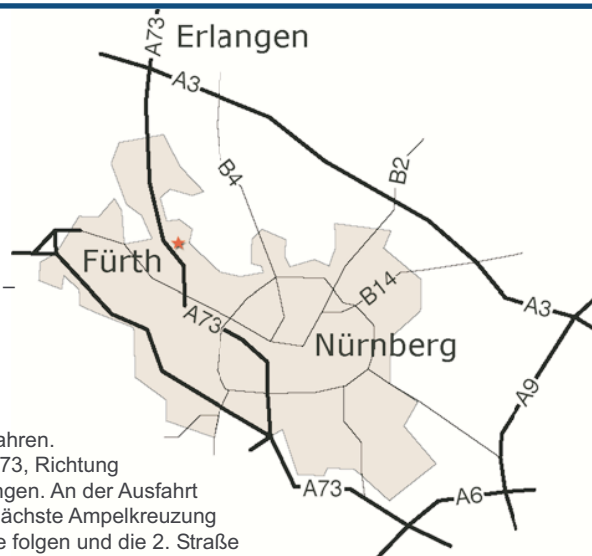 A73
Erlangen
A3
B4
B2
Fürth
B14
A73
A3
Nürnberg
A9
A73
A6
ahren.
73, Richtung
ngen. An der Ausfahrt
ächste Ampelkreuzung
e folgen und die 2. Straße